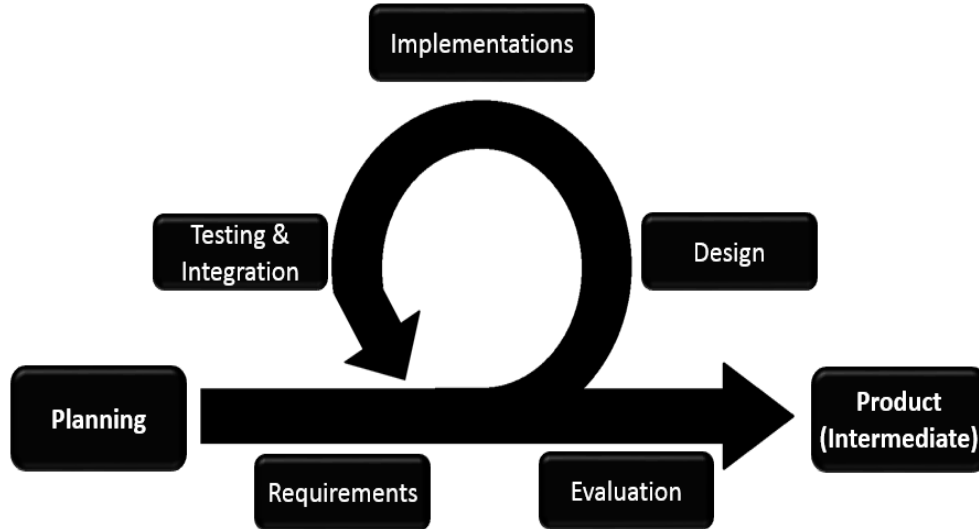 Implementations
Testing &
Integration
Design
Planning
Product
(Intermediate)
Requirements
Evaluation